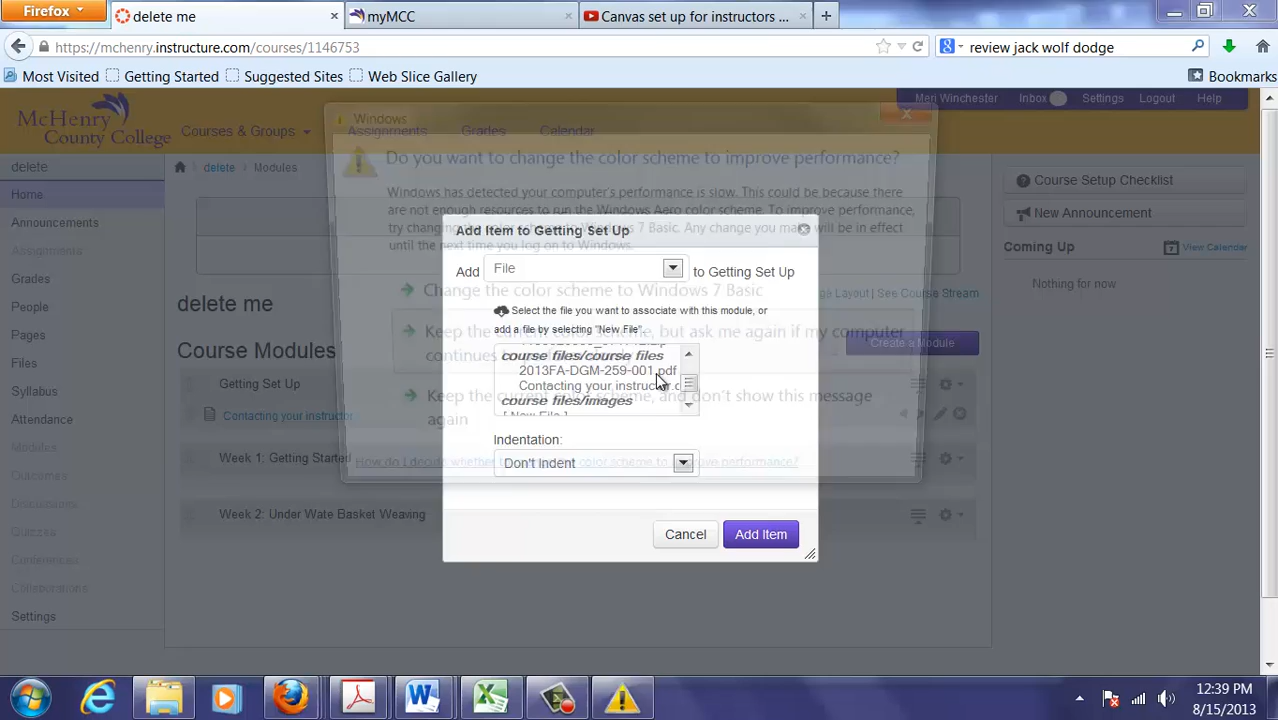 Firefox
delete me
myMCC
Canvas set up for instructors ...
https://mchenry.instructure.com/courses/1146753
review jack wolf dodge
Most Visited
Getting Started
Suggested Sites
Web Slice Gallery
Bookmarks
McHenry
County College
Courses & Groups
Assignments
Grades
Calendar
Meri Winchester
Inbox
Settings
Logout
Help
Windows
Do you want to change the color scheme to improve performance?
Windows has detected your computer's performance is slow. This could be because there
are not enough resources to run the Windows Aero color scheme. To improve performance,
try changing the color scheme to Windows 7 Basic. Any change you make will be in effect
until the next time you log on to Windows.
Change the color scheme to Windows 7 Basic
Keep the current color scheme, but ask me again if my computer
continues
Keep the current color scheme, and don't show this message
again
How do I decide whether to change the color scheme to improve performance?
delete
Home
Announcements
Assignments
Grades
People
Pages
Files
Syllabus
Attendance
Modules
Outcomes
Discussions
Quizzes
Conferences
Collaborations
Settings
delete
Modules
delete me
Course Modules
Getting Set Up
Contacting your instructor
Week 1: Getting Started
Week 2: Under Wate Basket Weaving
Layout | See Course Stream
Create a Module
Add Item to Getting Set Up
Add
File
to Getting Set Up
Select the file you want to associate with this module, or
add a file by selecting "New File".
course files/course files
2013FA-DGM-259-001.pdf
Contacting your instructor.d
course files/images
[ New File ]
Indentation:
Don't Indent
Cancel
Add Item
Course Setup Checklist
New Announcement
Coming Up
View Calendar
Nothing for now
12:39 PM
8/15/2013